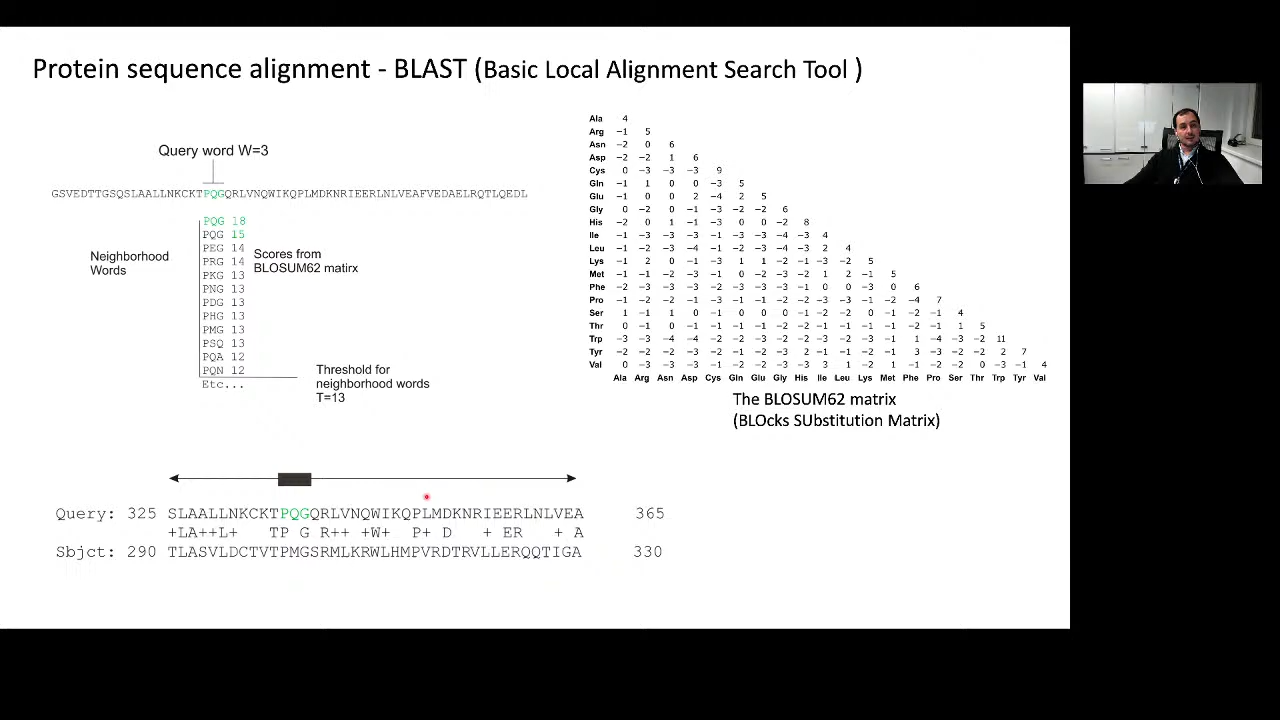 Protein sequence alignment - BLAST (Basic Local Alignment Search Tool )
Query word W=3
GSVEDTTGSQSLAALLNKCKTPQGQRLVNQWIKQPLMDKNRIEERLNLVEAFVEDAELRQTLQEDL
PQG 18
PQG 15
PEG 14
PRG 14
PKG 13
PNG 13
PDG 13
PHG 13
PMG 13
PSQ 13
PQA 12
PQN 12
Etc...
Neighborhood
Words
Scores from
BLOSUM62 matirx
Threshold for
neighborhood words
T=13
Ala 4
Arg −1 5
Asn −2 0 6
Asp −2 −2 1 6
Cys 0 −3 −3 −3 9
Gln −1 1 0 0 −3 5
Glu −1 0 0 2 −4 2 5
Gly 0 −2 0 −1 −3 −2 −2 6
His −2 0 1 −1 −3 0 0 −2 8
Ile −1 −3 −3 −3 −1 −3 −3 −4 −3 4
Leu −1 −2 −3 −4 −1 −2 −3 −4 −3 2 4
Lys −1 2 0 −1 −3 1 1 −2 −1 −3 −2 5
Met −1 −1 −2 −3 −1 0 −2 −3 −2 1 2 −1 5
Phe −2 −3 −3 −3 −2 −3 −3 −3 −1 0 0 −3 0 6
Pro −1 −2 −2 −1 −3 −1 −1 −2 −2 −3 −3 −1 −2 −4 7
Ser 1 −1 1 0 −1 0 0 0 −1 −2 −2 0 −1 −2 −1 4
Thr 0 −1 0 −1 −1 −1 −1 −2 −2 −1 −1 −1 −1 −2 −1 1 5
Trp −3 −3 −4 −4 −2 −2 −3 −2 −2 −3 −2 −3 −1 1 −4 −3 −2 11
Tyr −2 −2 −2 −3 −2 −1 −2 −3 2 −1 −1 −2 −1 3 −3 −2 −2 2 7
Val 0 −3 −3 −3 −1 −2 −2 −3 −3 3 1 −2 1 −1 −2 −2 0 −3 −1 4
Ala Arg Asn Asp Cys Gln Glu Gly His Ile Leu Lys Met Phe Pro Ser Thr Trp Tyr Val
The BLOSUM62 matrix
(BLOcks SUbstitution Matrix)
Query: 325 SLAALLNKCKTPQGQRLVNQWIKQPLMDKNRIEERLNLVEA 365
+LA++L+ TP G R++ +W+ P+ D + ER + A
Sbjct: 290 TLASVLDCTVTPMGSRMLKRWLHMPVRDTRVLLERQQTIGA 330